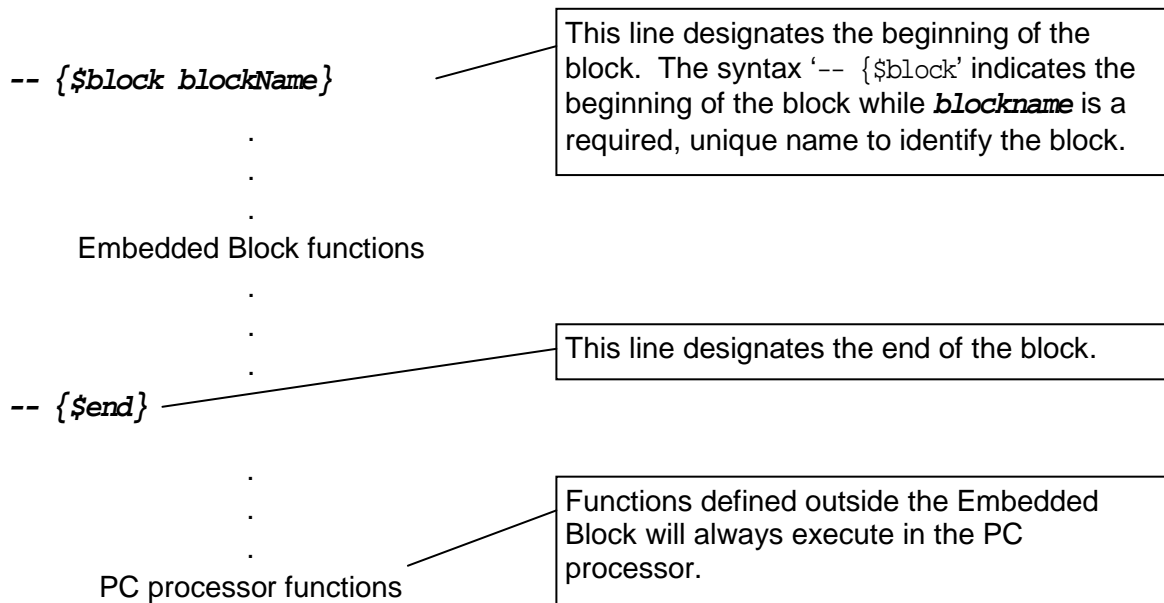 This line designates the beginning of the
block. The syntax ‘-- {$block’ indicates the
beginning of the block while blockname is a
required, unique name to identify the block.
-- {$block blockName}
.
.
.
Embedded Block functions
.
.
.
This line designates the end of the block.
-- {$end}
.
.
.
Functions defined outside the Embedded
Block will always execute in the PC
processor.
PC processor functions